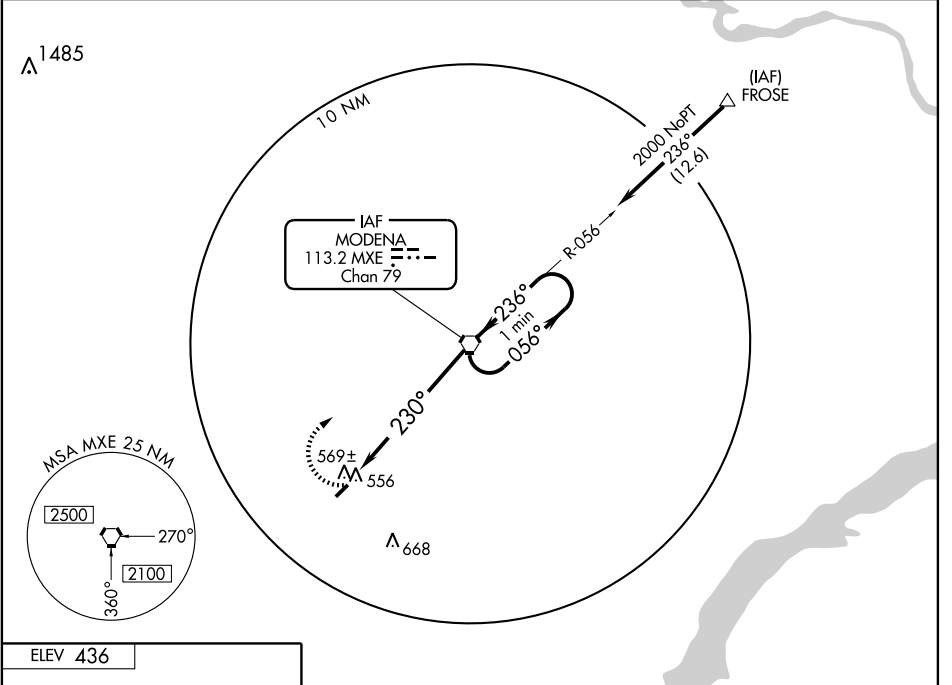 1485
(IAF)
FROSE
10 NM
2000 NoPT
236°
(12.6)
IAF
MODENA
113.2 MXE
Chan 79
R-056
236°
1 min
056°
230°
569±
556
668
MSA MXE 25 NM
2500
270°
2100
360°
ELEV 436